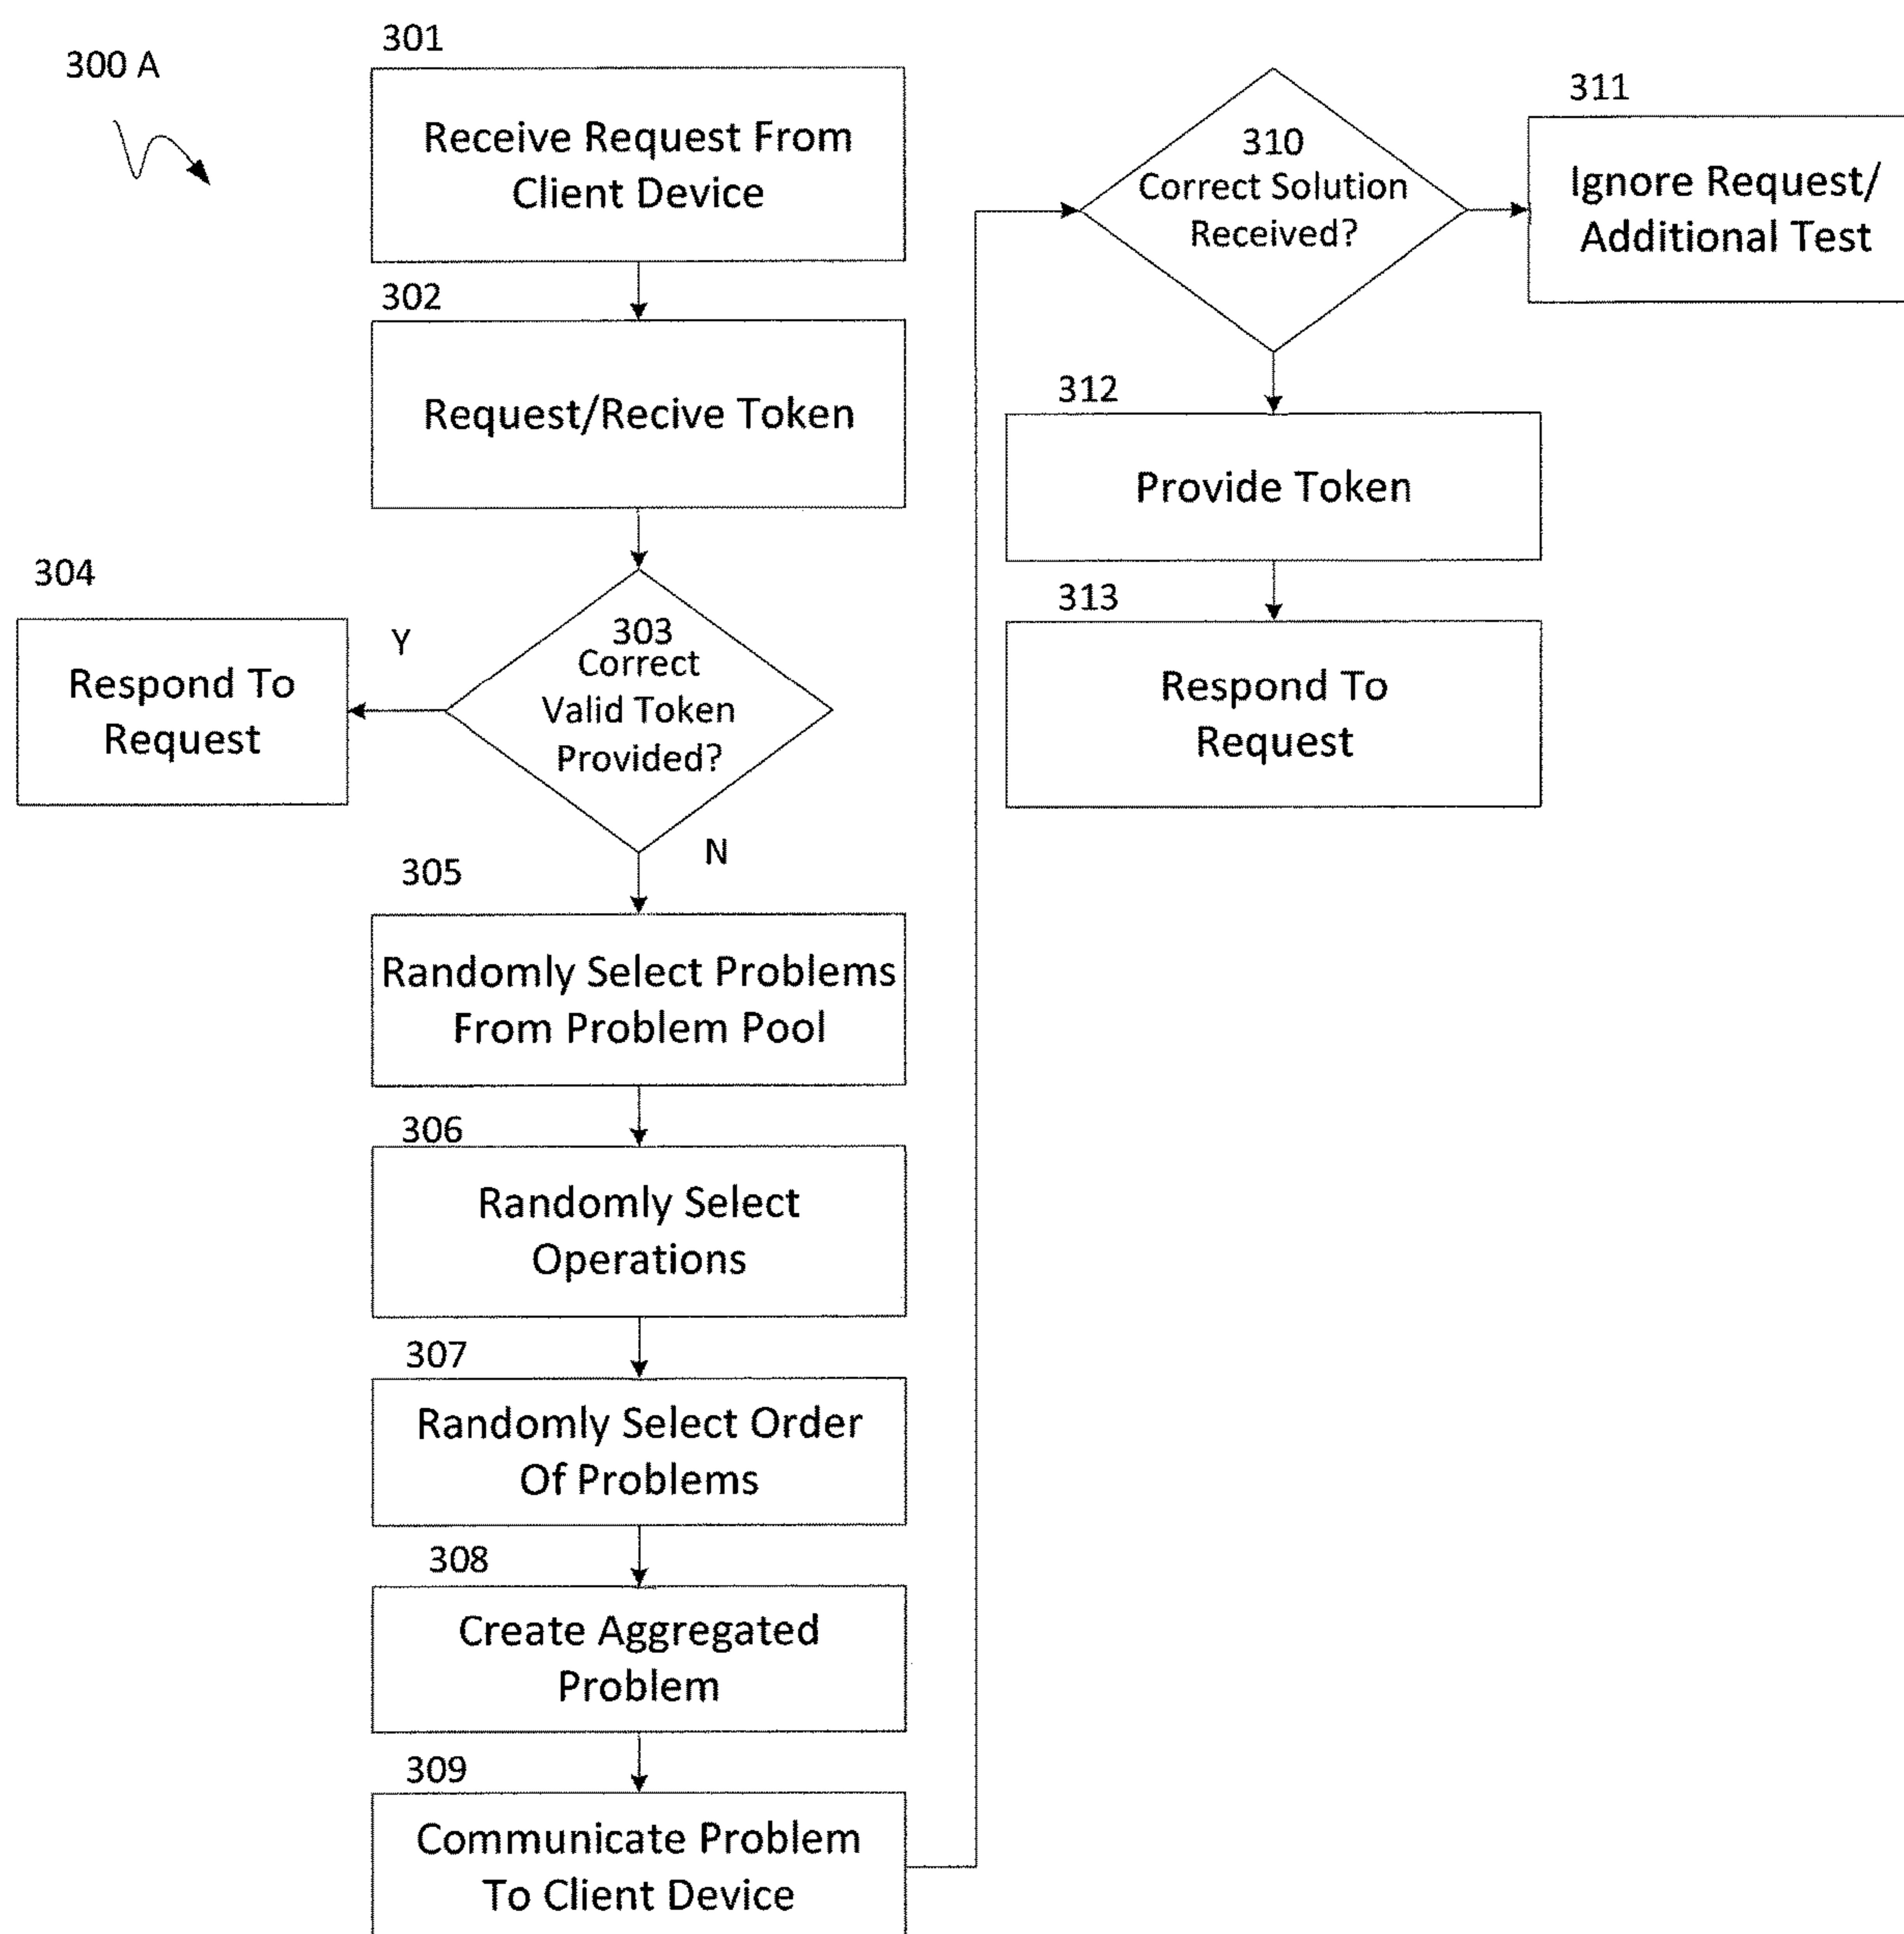 300 A
301
Receive Request From
Client Device
302
Request/Recive Token
303
Correct
Valid Token
Provided?
Y
304
Respond To
Request
N
305
Randomly Select Problems
From Problem Pool
306
Randomly Select
Operations
307
Randomly Select Order
Of Problems
308
Create Aggregated
Problem
309
Communicate Problem
To Client Device
310
Correct Solution
Received?
311
Ignore Request/
Additional Test
312
Provide Token
313
Respond To
Request